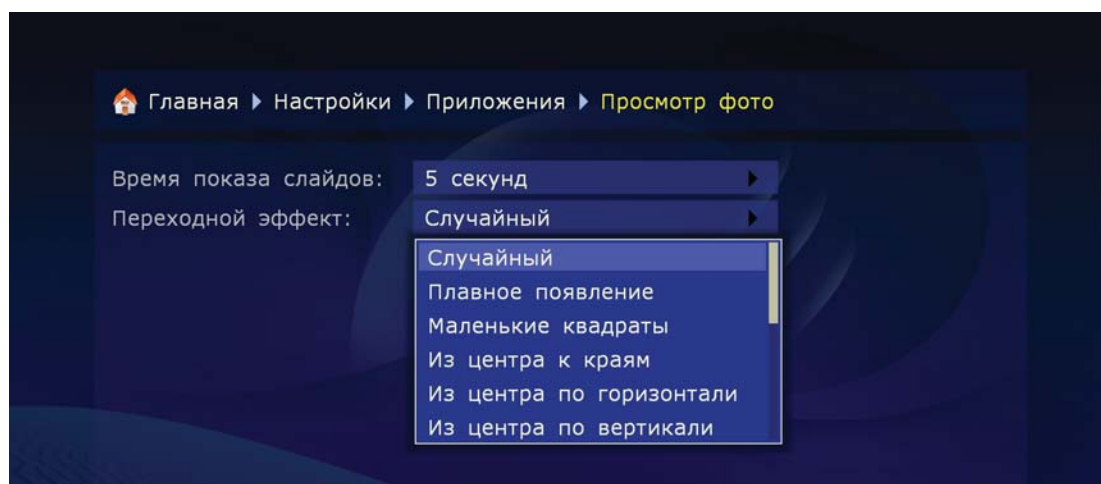 Главная Настройки Приложения Просмотр фото
Время показа слайдов: 5 секунд
Переходной эффект: Случайный
Случайный
Плавное появление
Маленькие квадраты
Из центра к краям
Из центра по горизонтали
Из центра по вертикали